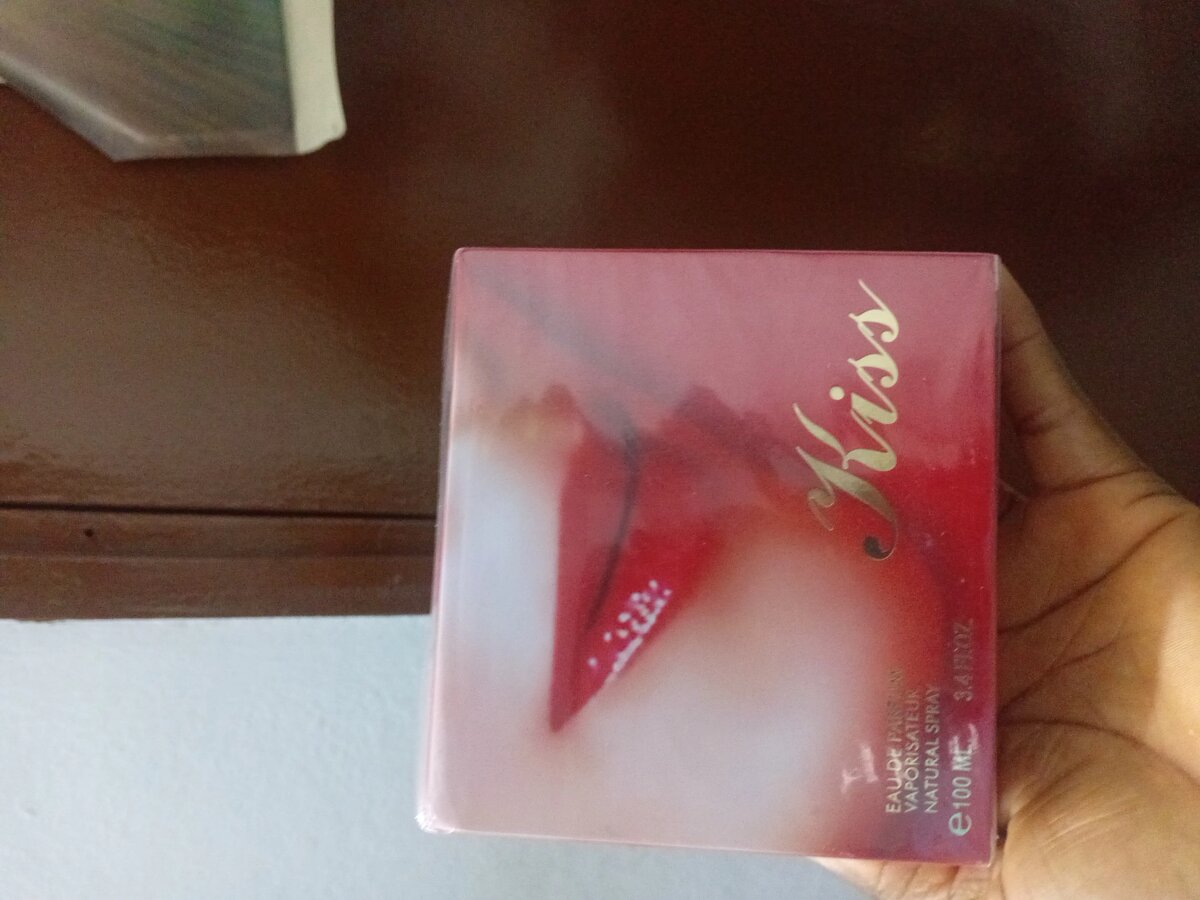 Kiss
EAU DE PARFUM
VAPORISATEUR
NATURAL SPRAY
e 100 ML 3.4 FL.OZ